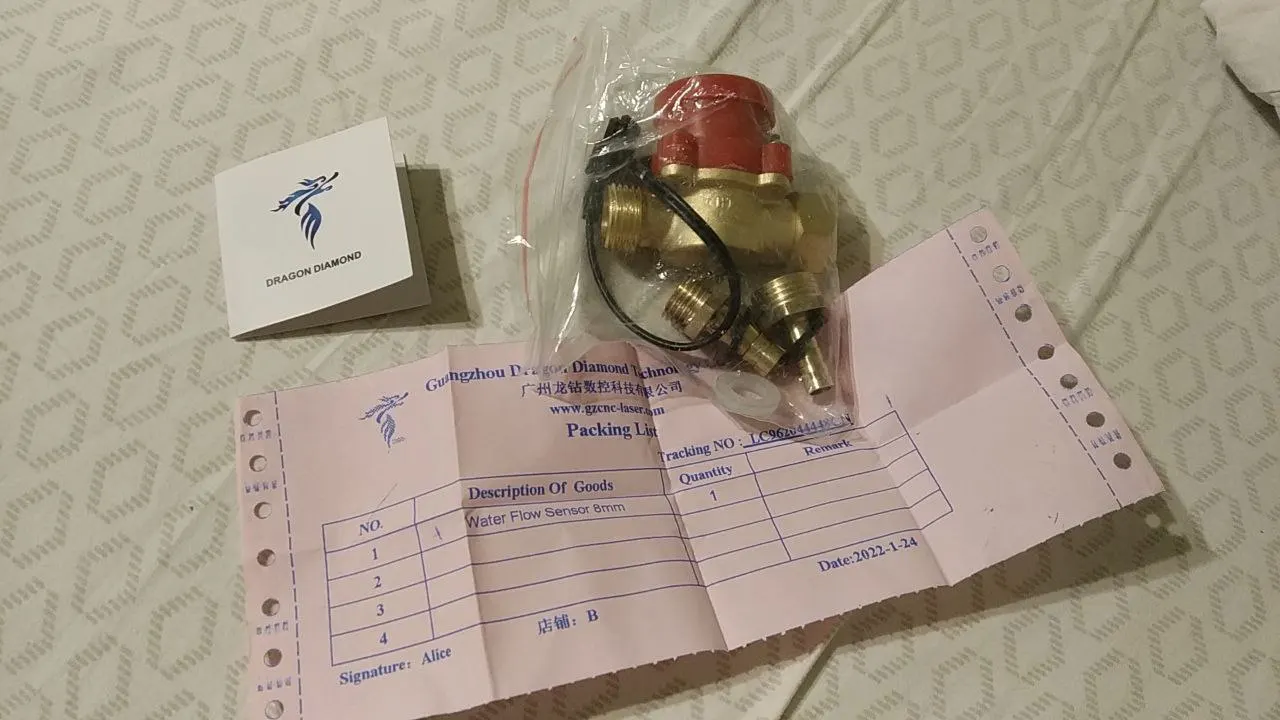 DRAGON DIAMOND
Guangzhou Dragon Diamond Technology
广州龙钻数控科技有限公司
www.gzcnc-laser.com
Packing List
Tracking NO：
NO.
Description Of Goods
Quantity
Remark
1
Water Flow Sensor 8mm
1
2
3
4
Signature：Alice
店铺：B
Date:2022-1-24